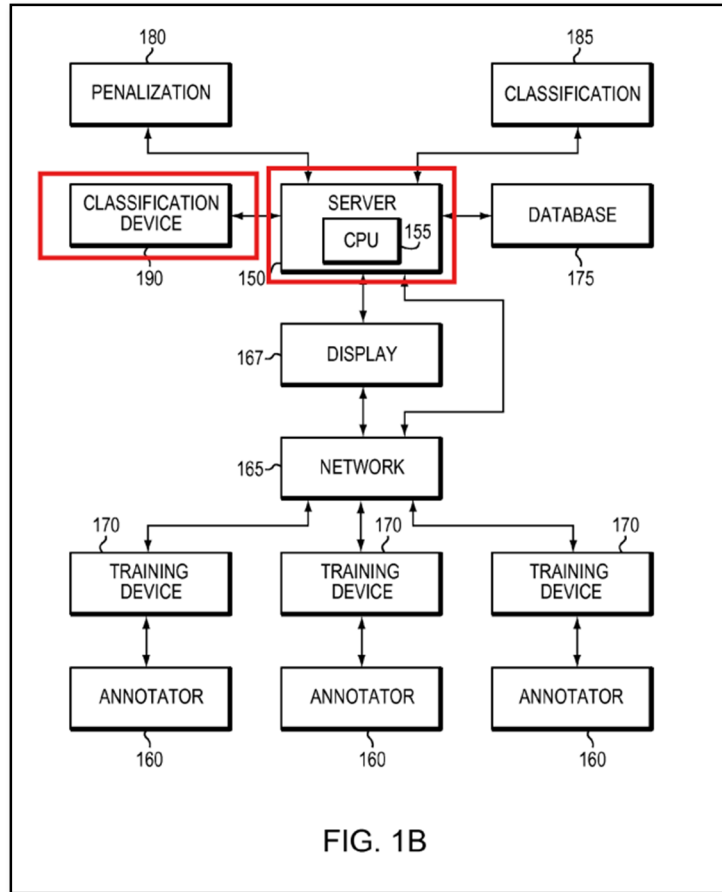 180
185
PENALIZATION
CLASSIFICATION
CLASSIFICATION
DEVICE
SERVER
CPU
155
DATABASE
190
150
175
167
DISPLAY
165
NETWORK
170
170
170
TRAINING
DEVICE
TRAINING
DEVICE
TRAINING
DEVICE
ANNOTATOR
ANNOTATOR
ANNOTATOR
160
160
160
FIG. 1B